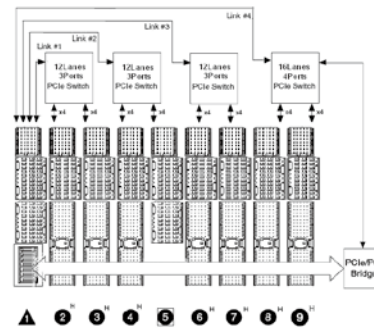 Link #4
Link #3
Link #2
Link #1
12Lanes
3Ports
PCIe Switch
12Lanes
3Ports
PCIe Switch
12Lanes
3Ports
PCIe Switch
16Lanes
4Ports
PCIe Switch
x4 x4 x4 x4 x4 x4 x4 x4
PCIe/P
Bridg
1 2 H 3 H 4 H 5 6 H 7 H 8 H 9 H